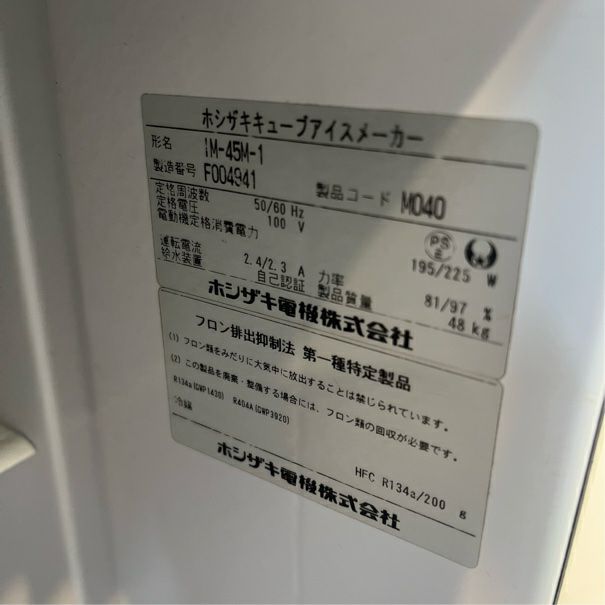 ホシザキキューブアイスメーカー
形名 IM-45M-1
製造番号 F004941 製品コード M040
定格周波数 50/60 Hz
定格電圧 100 V
電動機定格消費電力 195/225 W
PS E
運転電流 2.4/2.3 A 力率 81/97 %
給水装置 自己認証 製品質量 48 kg
ホシザキ電機株式会社
フロン排出抑制法 第一種特定製品
(1) フロン類をみだりに大気中に放出することは禁じられています。
(2) この製品を廃棄・整備する場合には、フロン類の回収が必要です。
R134a(GWP1430) R404A(GWP3920)
冷媒 HFC R134a/200 g
ホシザキ電機株式会社